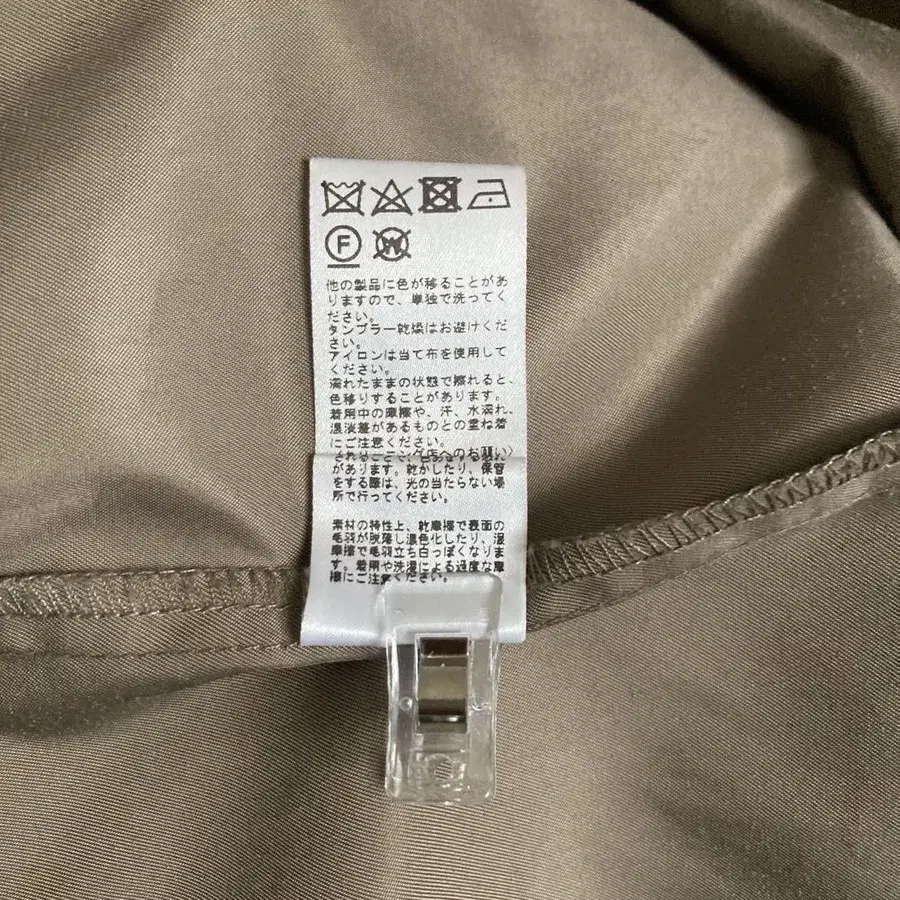 F W
他の製品に色が移ることがあ
りますので、単独で洗ってく
ださい。
タンブラー乾燥はお避けくだ
さい。
アイロンは当て布を使用して
ください。
濡れたままの状態で擦れると、
色移りすることがあります。
着用中の摩擦や、汗、水濡れ、
濃淡差があるものとの重ね着
にご注意ください。
店へのお願い〉
があります。乾かしたり、保管
をする際は、光の当たらない場
所で行ってください。
素材の特性上、乾摩擦で表面の
毛羽が脱落し濃色化したり、湿
摩擦で毛羽立ち白っぽくなりま
す。着用や洗濯による過度な摩
擦にご注意ください。